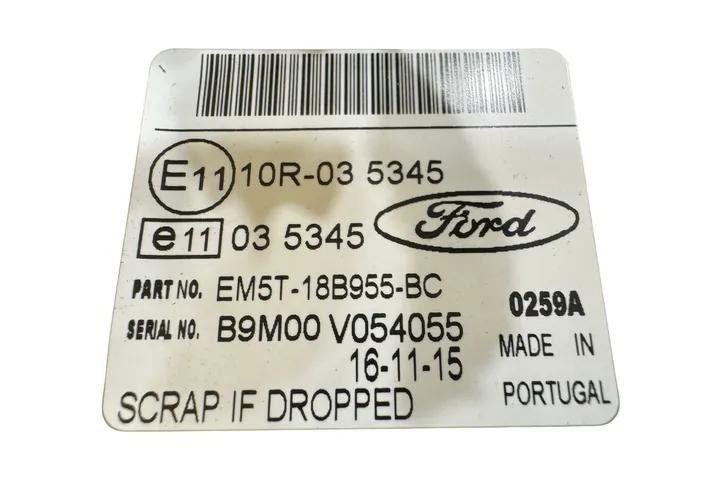 E11 10R-03 5345
e11 03 5345
Ford
PART NO. EM5T-18B955-BC
0259A
SERIAL NO. B9M00 V054055
16-11-15
MADE IN
PORTUGAL
SCRAP IF DROPPED